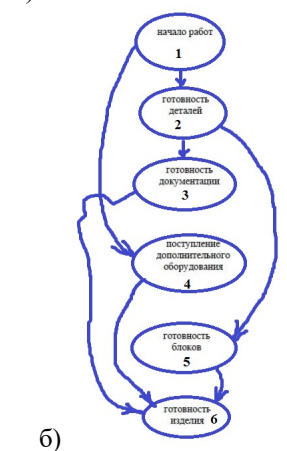 начало работ
1
готовность
деталей
2
готовность
документации
3
поступление
дополнительного
оборудования
4
готовность
блоков
5
готовность
изделия 6
б)